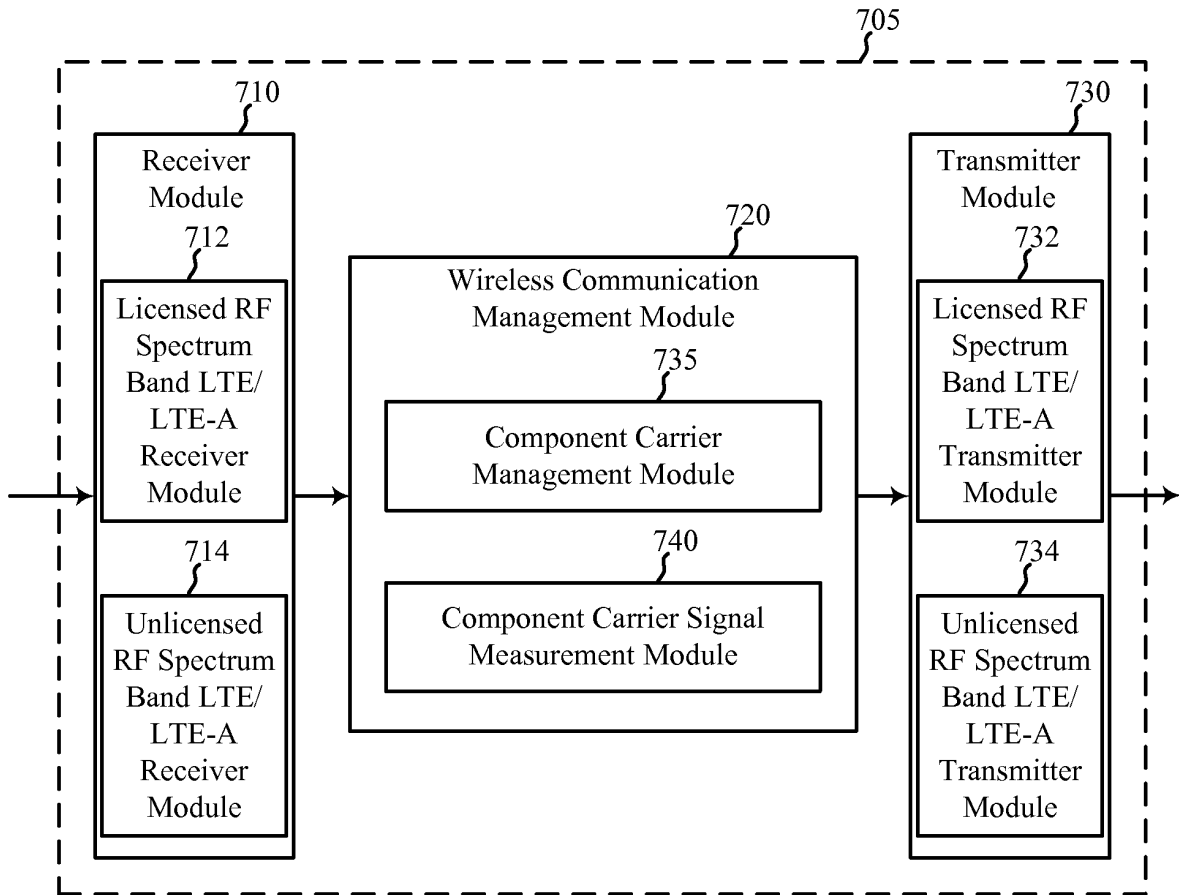 705
710
Receiver
Module
712
Licensed RF
Spectrum
Band LTE/
LTE-A
Receiver
Module
714
Unlicensed
RF Spectrum
Band LTE/
LTE-A
Receiver
Module
720
Wireless Communication
Management Module
735
Component Carrier
Management Module
740
Component Carrier Signal
Measurement Module
730
Transmitter
Module
732
Licensed RF
Spectrum
Band LTE/
LTE-A
Transmitter
Module
734
Unlicensed
RF Spectrum
Band LTE/
LTE-A
Transmitter
Module